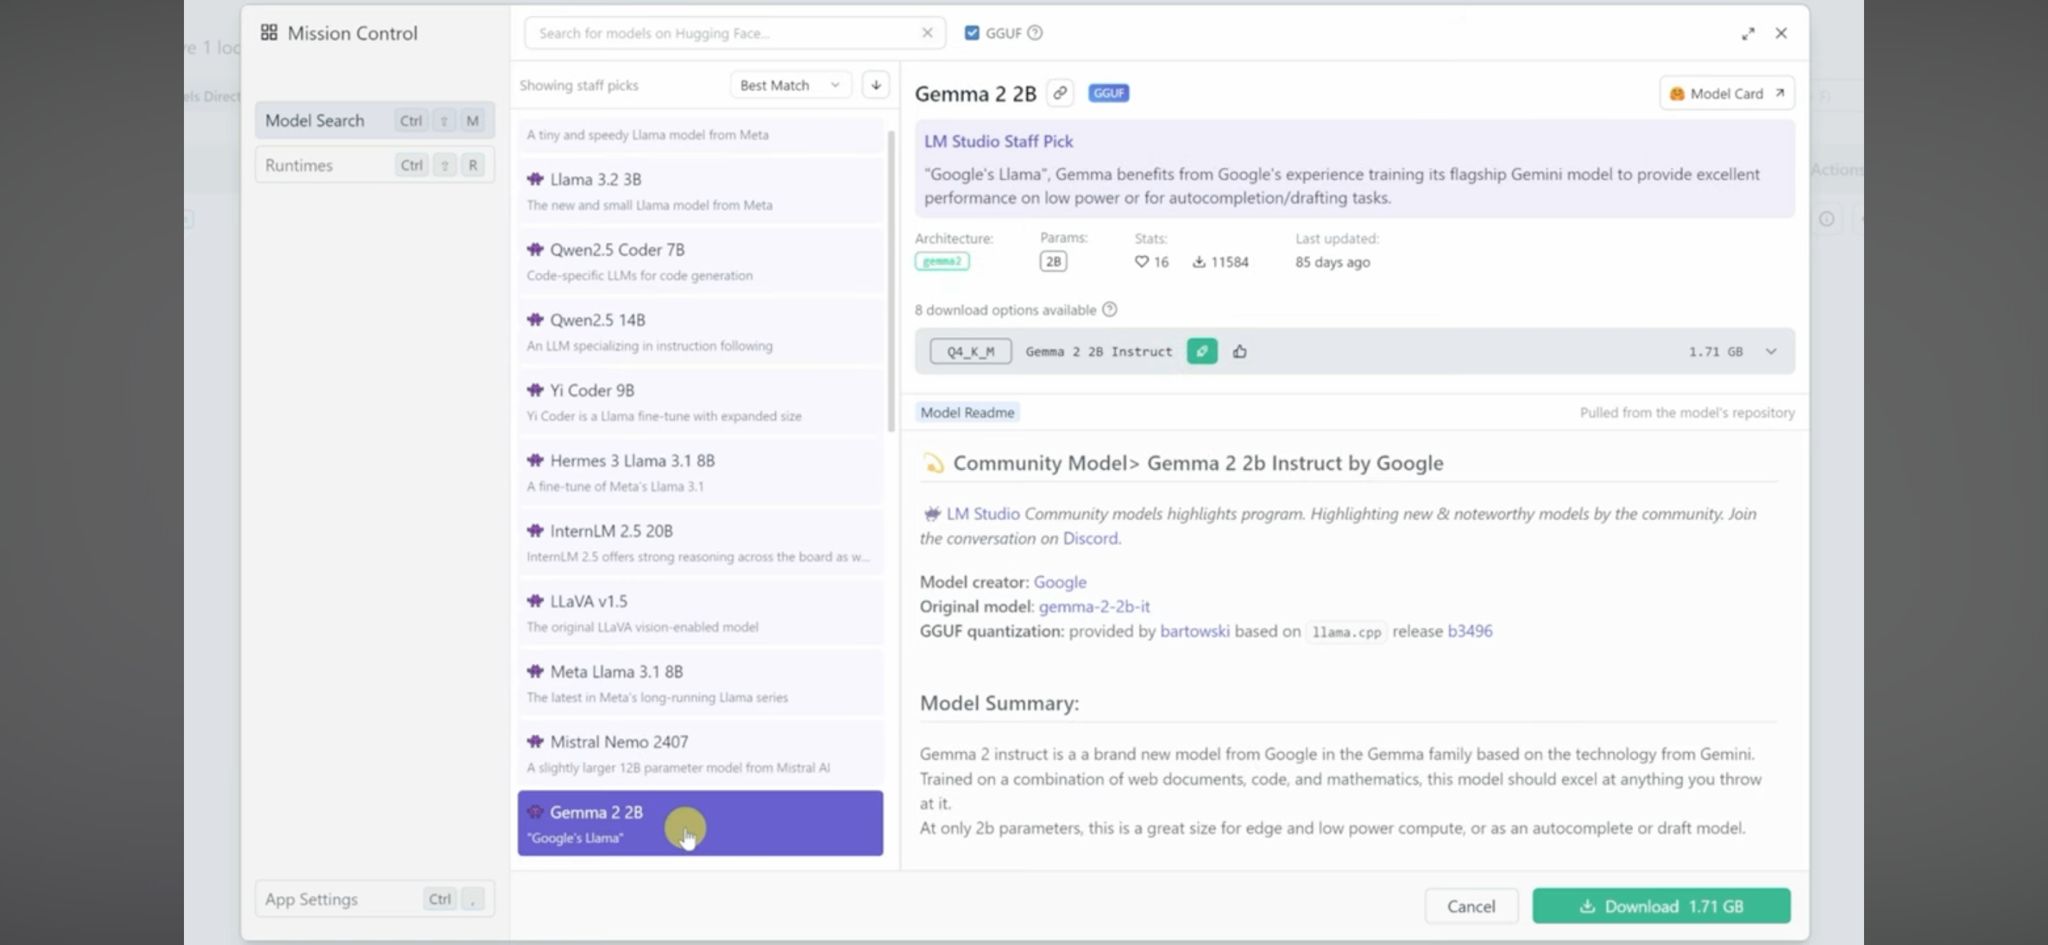 Mission Control
Model Search Ctrl ⇧ M
Runtimes Ctrl ⇧ R
App Settings Ctrl ,
Search for models on Hugging Face...
GGUF
Showing staff picks
Best Match
A tiny and speedy Llama model from Meta
Llama 3.2 3B
The new and small Llama model from Meta
Qwen2.5 Coder 7B
Code-specific LLMs for code generation
Qwen2.5 14B
An LLM specializing in instruction following
Yi Coder 9B
Yi Coder is a Llama fine-tune with expanded size
Hermes 3 Llama 3.1 8B
A fine-tune of Meta's Llama 3.1
InternLM 2.5 20B
InternLM 2.5 offers strong reasoning across the board as w...
LLaVA v1.5
The original LLaVA vision-enabled model
Meta Llama 3.1 8B
The latest in Meta's long-running Llama series
Mistral Nemo 2407
A slightly larger 12B parameter model from Mistral AI
Gemma 2 2B
"Google's Llama"
Gemma 2 2B GGUF
Model Card
LM Studio Staff Pick
"Google's Llama", Gemma benefits from Google's experience training its flagship Gemini model to provide excellent
performance on low power or for autocompletion/drafting tasks.
Architecture: Params: Stats: Last updated:
gemma2 2B 16 11584 85 days ago
8 download options available
Q4_K_M Gemma 2 2B Instruct 1.71 GB
Model Readme Pulled from the model's repository
Community Model> Gemma 2 2b Instruct by Google
LM Studio Community models highlights program. Highlighting new & noteworthy models by the community. Join
the conversation on Discord.
Model creator: Google
Original model: gemma-2-2b-it
GGUF quantization: provided by bartowski based on llama.cpp release b3496
Model Summary:
Gemma 2 instruct is a a brand new model from Google in the Gemma family based on the technology from Gemini.
Trained on a combination of web documents, code, and mathematics, this model should excel at anything you throw
at it.
At only 2b parameters, this is a great size for edge and low power compute, or as an autocomplete or draft model.
Cancel
Download 1.71 GB
Actions